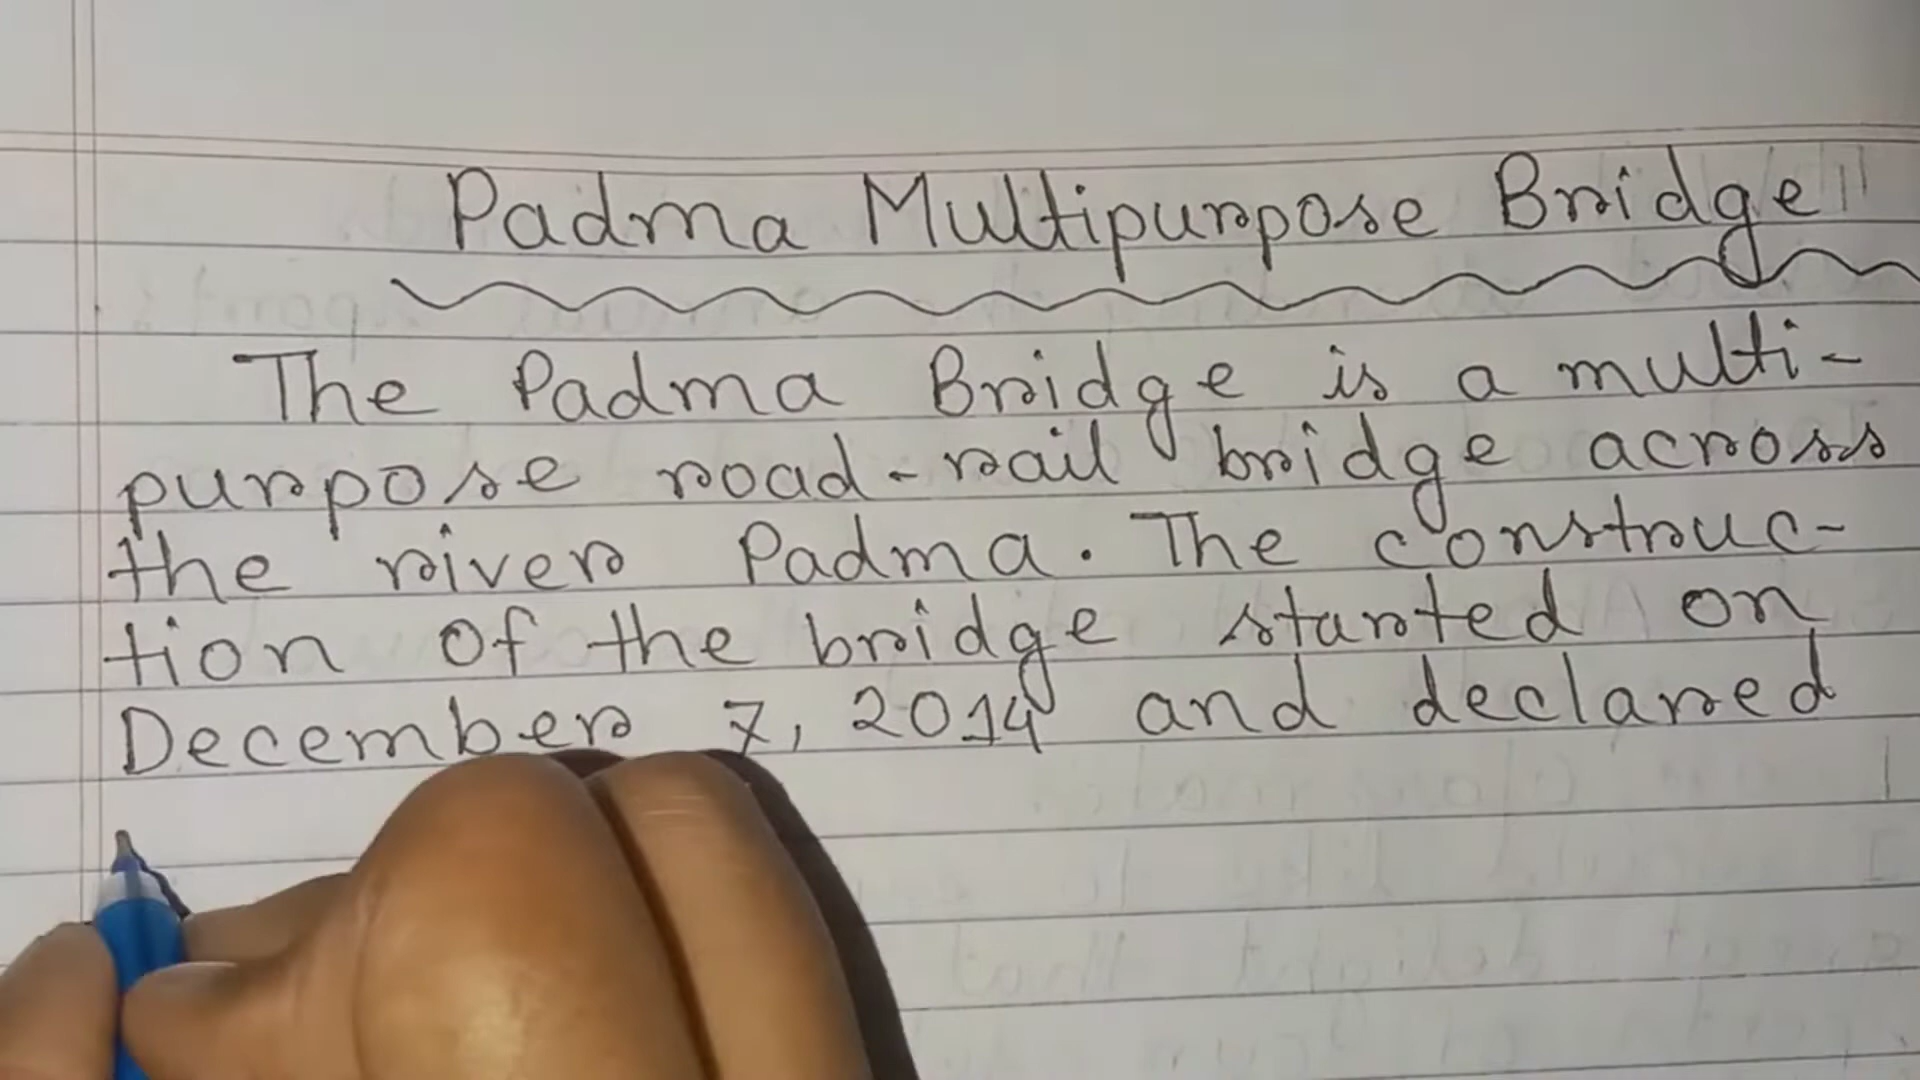 Padma Multipurpose Bridge
The Padma Bridge is a multi-
purpose road-rail bridge across
the river Padma. The construc-
tion of the bridge started on
December 7, 2014 and declared